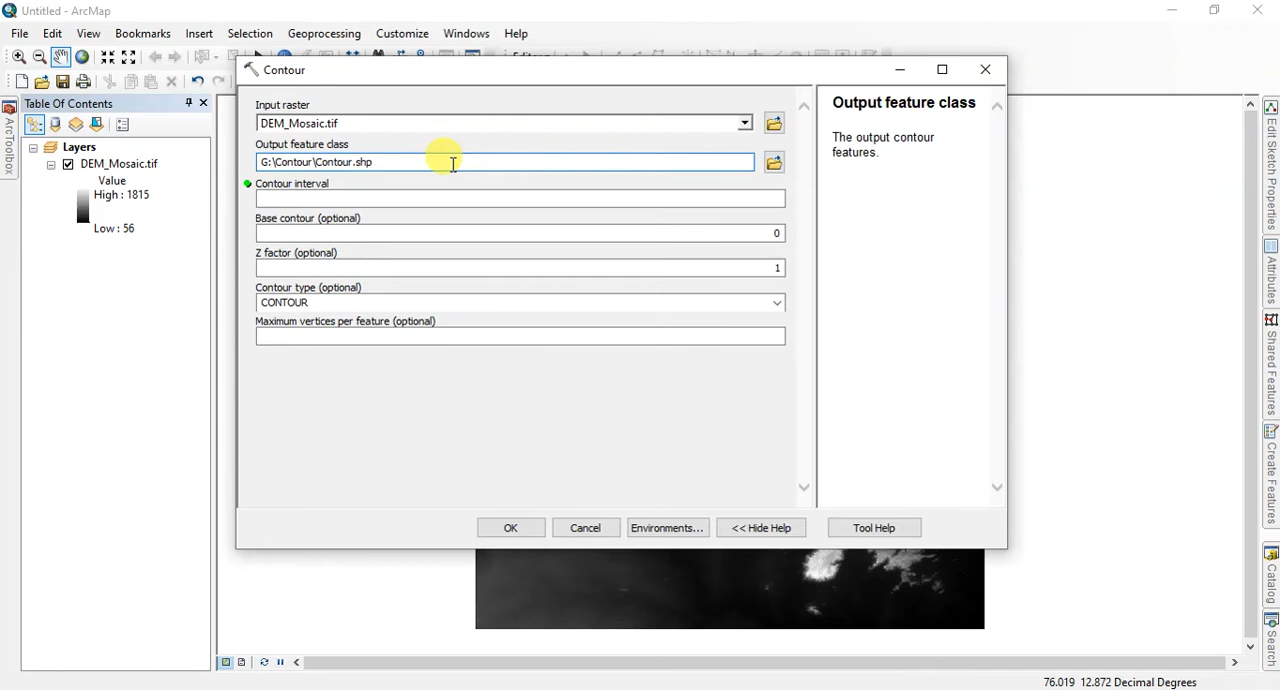 Untitled - ArcMap
File Edit View Bookmarks Insert Selection Geoprocessing Customize Windows Help
Contour
Table Of Contents
Layers
DEM_Mosaic.tif
Value
High : 1815
Low : 56
ArcToolbox
Input raster
DEM_Mosaic.tif
Output feature class
G:\Contour\Contour.shp
Contour interval
Base contour (optional)
0
Z factor (optional)
1
Contour type (optional)
CONTOUR
Maximum vertices per feature (optional)
OK Cancel Environments... << Hide Help Tool Help
Output feature class
The output contour
features.
Edit Sketch Properties
Attributes
Shared Features
Create Features
Catalog
Search
76.019 12.872 Decimal Degrees